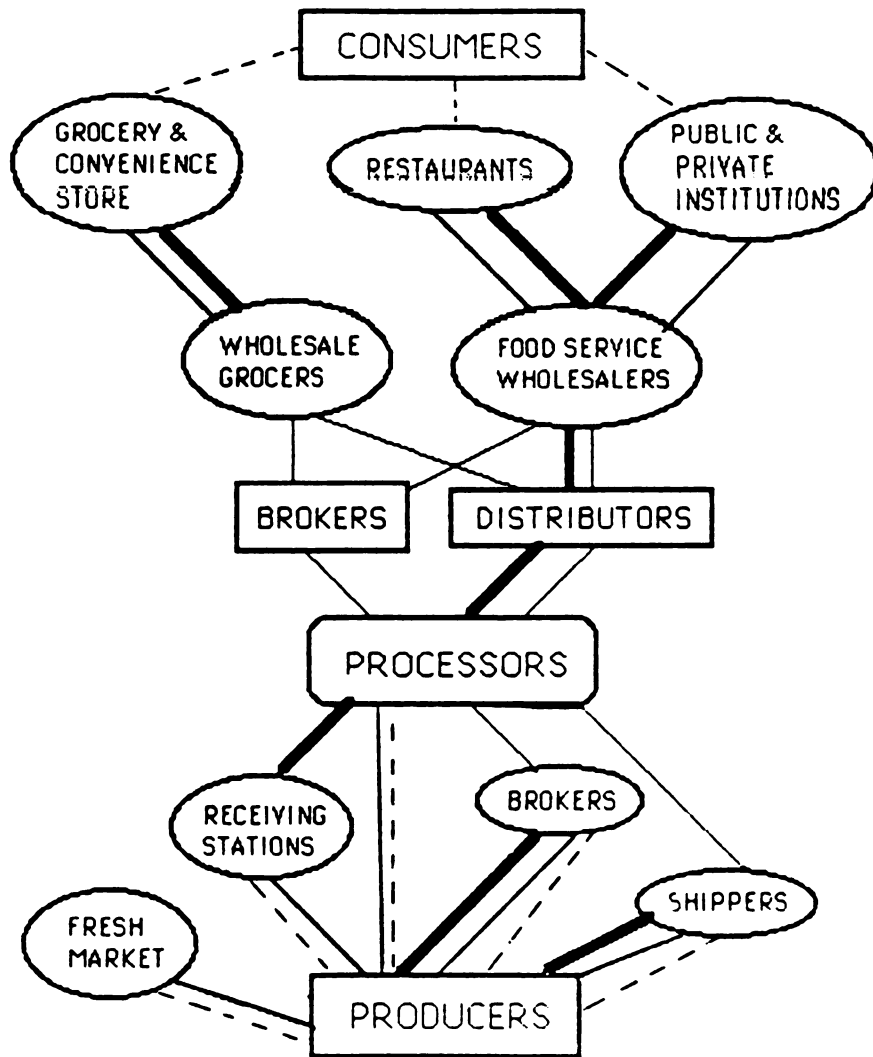 CONSUMERS
GROCERY &
CONVENIENCE
STORE
RESTAURANTS
PUBLIC &
PRIVATE
INSTITUTIONS
WHOLESALE
GROCERS
FOOD SERVICE
WHOLESALERS
BROKERS
DISTRIBUTORS
PROCESSORS
RECEIVING
STATIONS
BROKERS
SHIPPERS
FRESH
MARKET
PRODUCERS